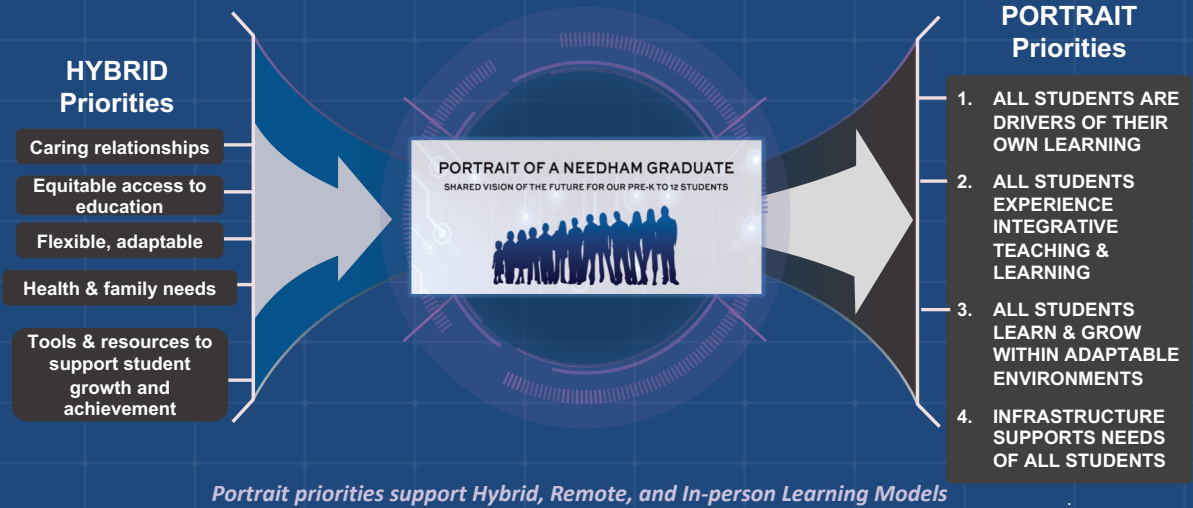 HYBRID
Priorities
Caring relationships
Equitable access to
education
Flexible, adaptable
Health & family needs
Tools & resources to
support student
growth and
achievement
PORTRAIT OF A NEEDHAM GRADUATE
SHARED VISION OF THE FUTURE FOR OUR PRE-K TO 12 STUDENTS
PORTRAIT
Priorities
1. ALL STUDENTS ARE
DRIVERS OF THEIR
OWN LEARNING
2. ALL STUDENTS
EXPERIENCE
INTEGRATIVE
TEACHING &
LEARNING
3. ALL STUDENTS
LEARN & GROW
WITHIN ADAPTABLE
ENVIRONMENTS
4. INFRASTRUCTURE
SUPPORTS NEEDS
OF ALL STUDENTS
Portrait priorities support Hybrid, Remote, and In-person Learning Models
.